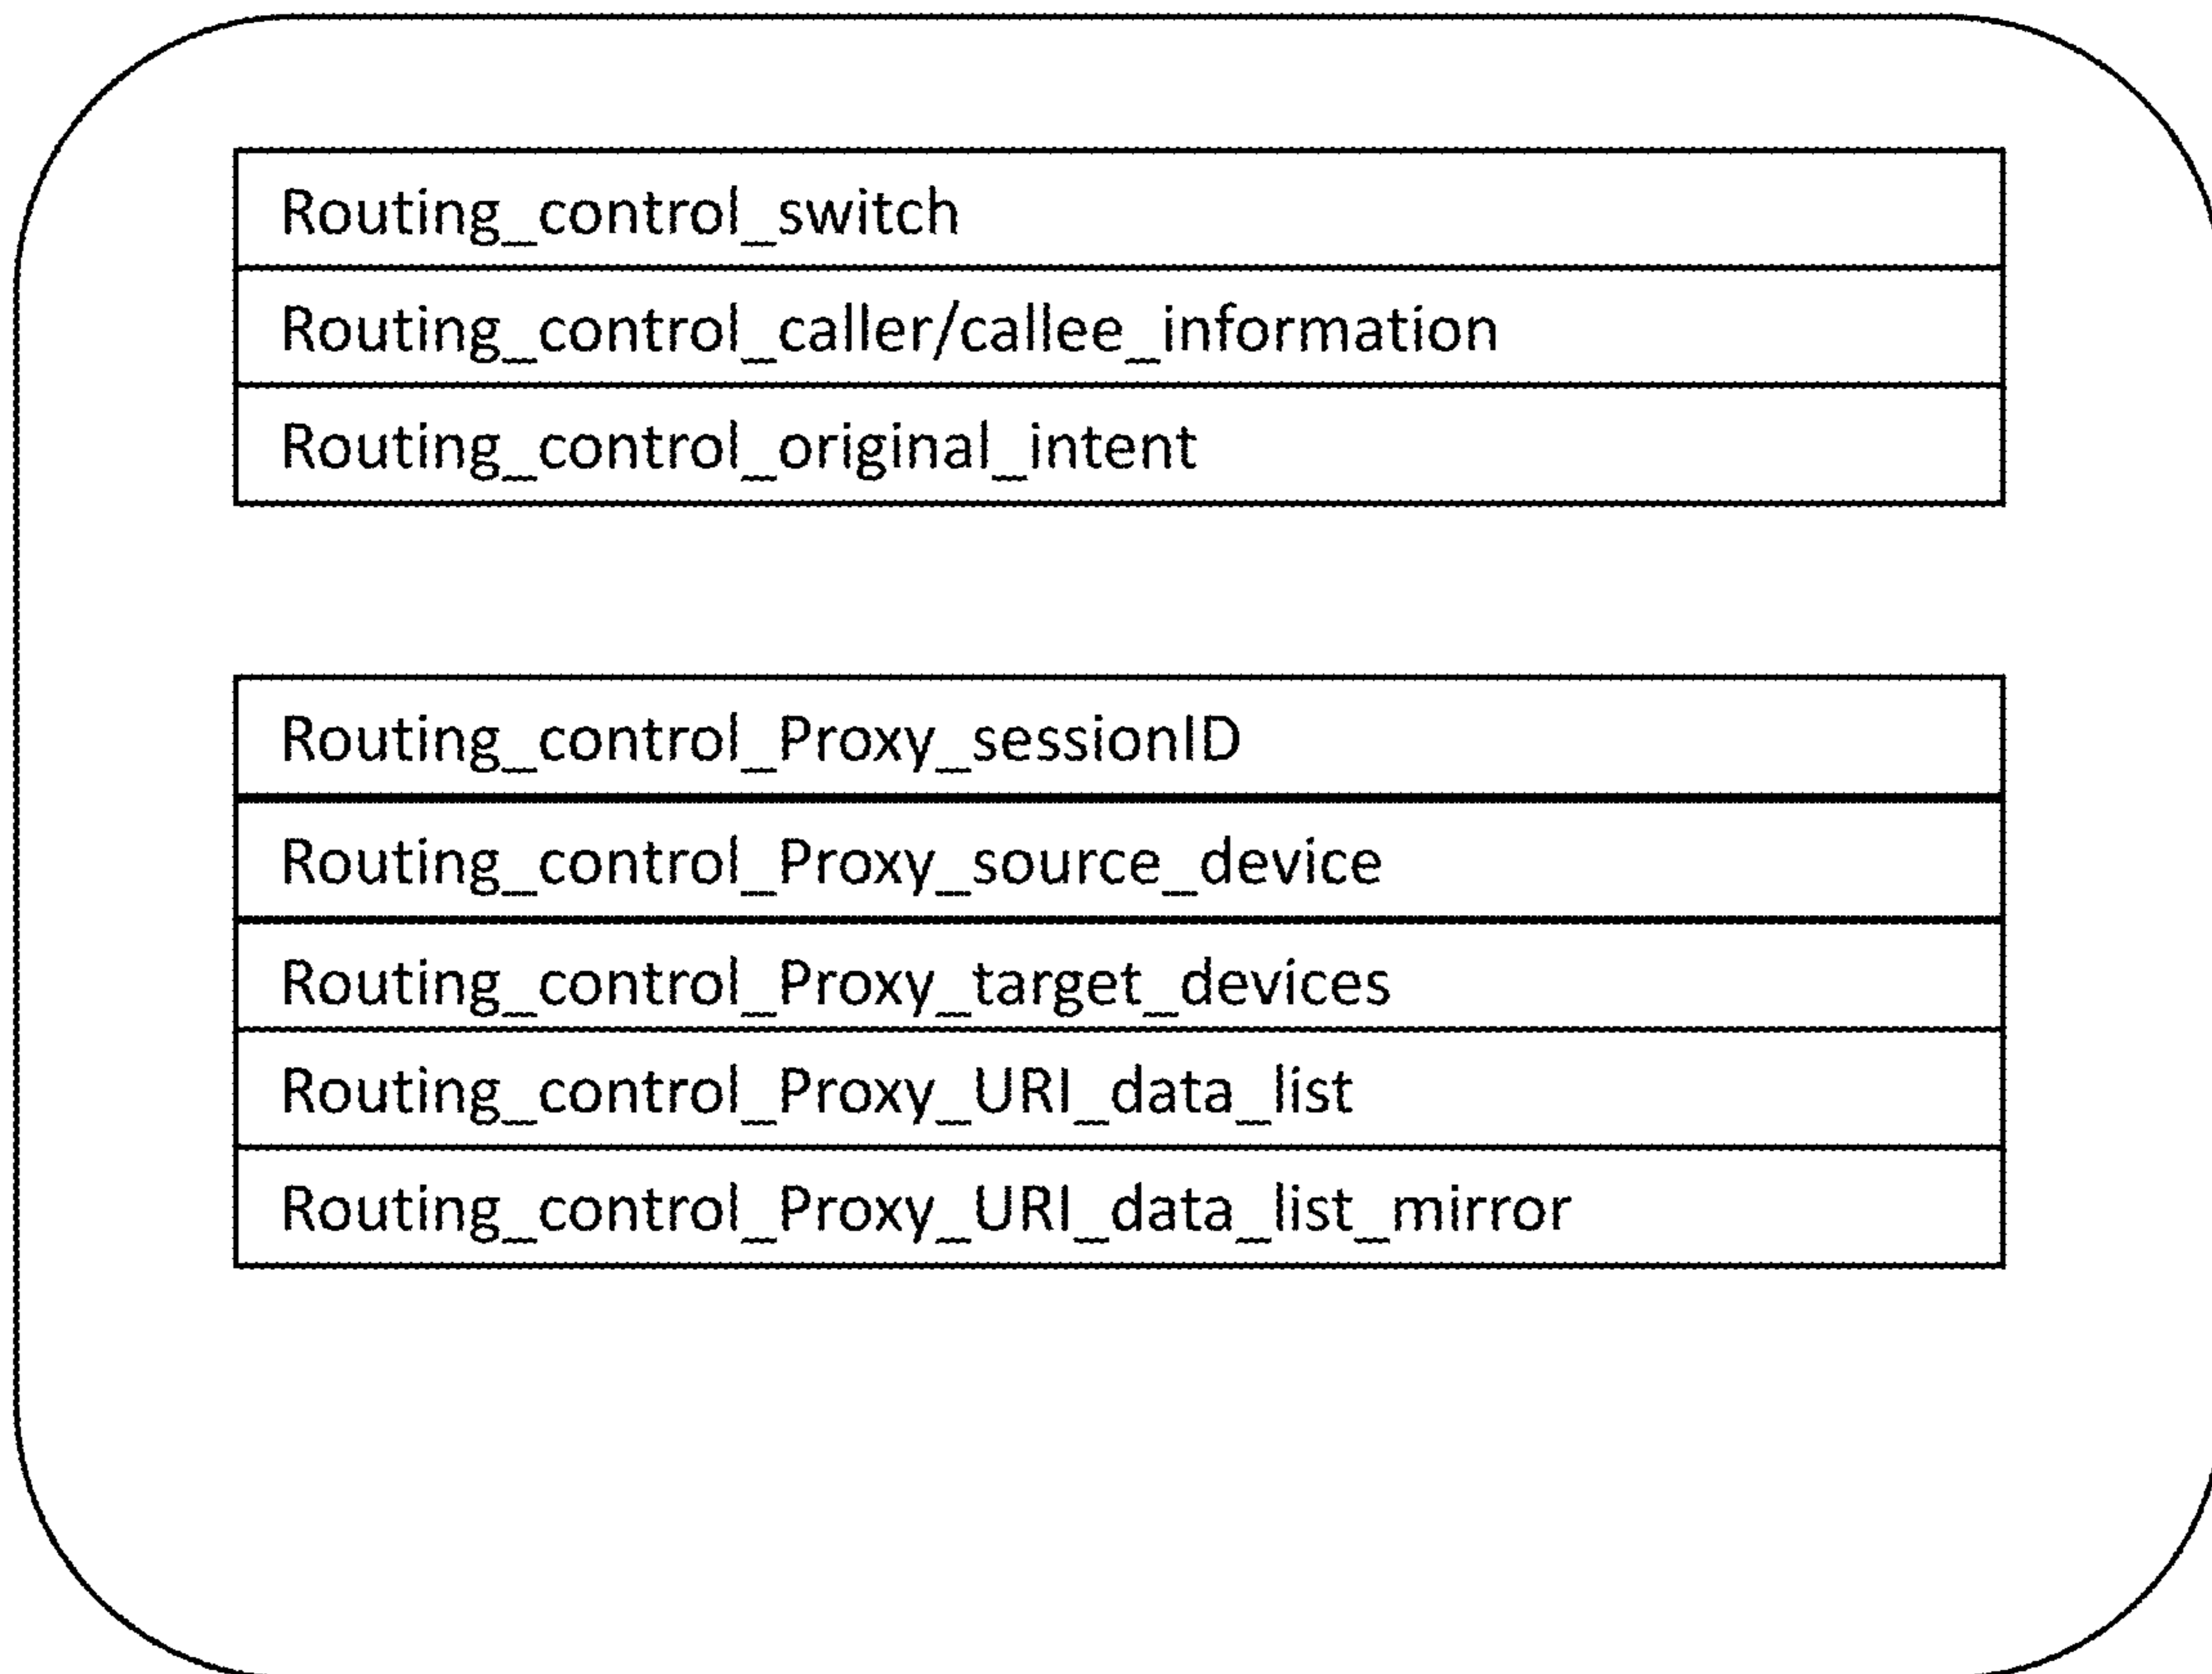 Routing_control_switch
Routing_control_caller/callee_information
Routing_control_original_intent
Routing_control_Proxy_sessionID
Routing_control_Proxy_source_device
Routing_control_Proxy_target_devices
Routing_control_Proxy_URI_data_list
Routing_control_Proxy_URI_data_list_mirror